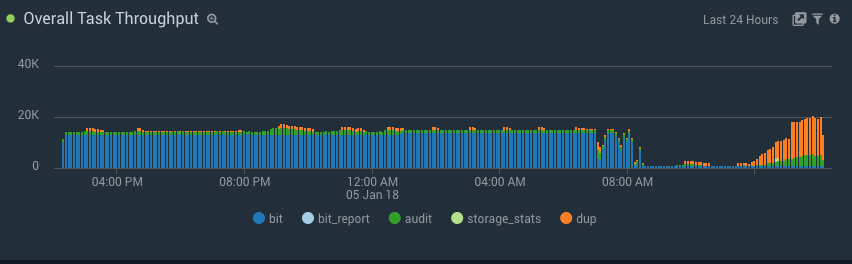 Overall Task Throughput
Last 24 Hours
40K
20K
0
04:00 PM 08:00 PM 12:00 AM 04:00 AM 08:00 AM
05 Jan 18
bit bit_report audit storage_stats dup